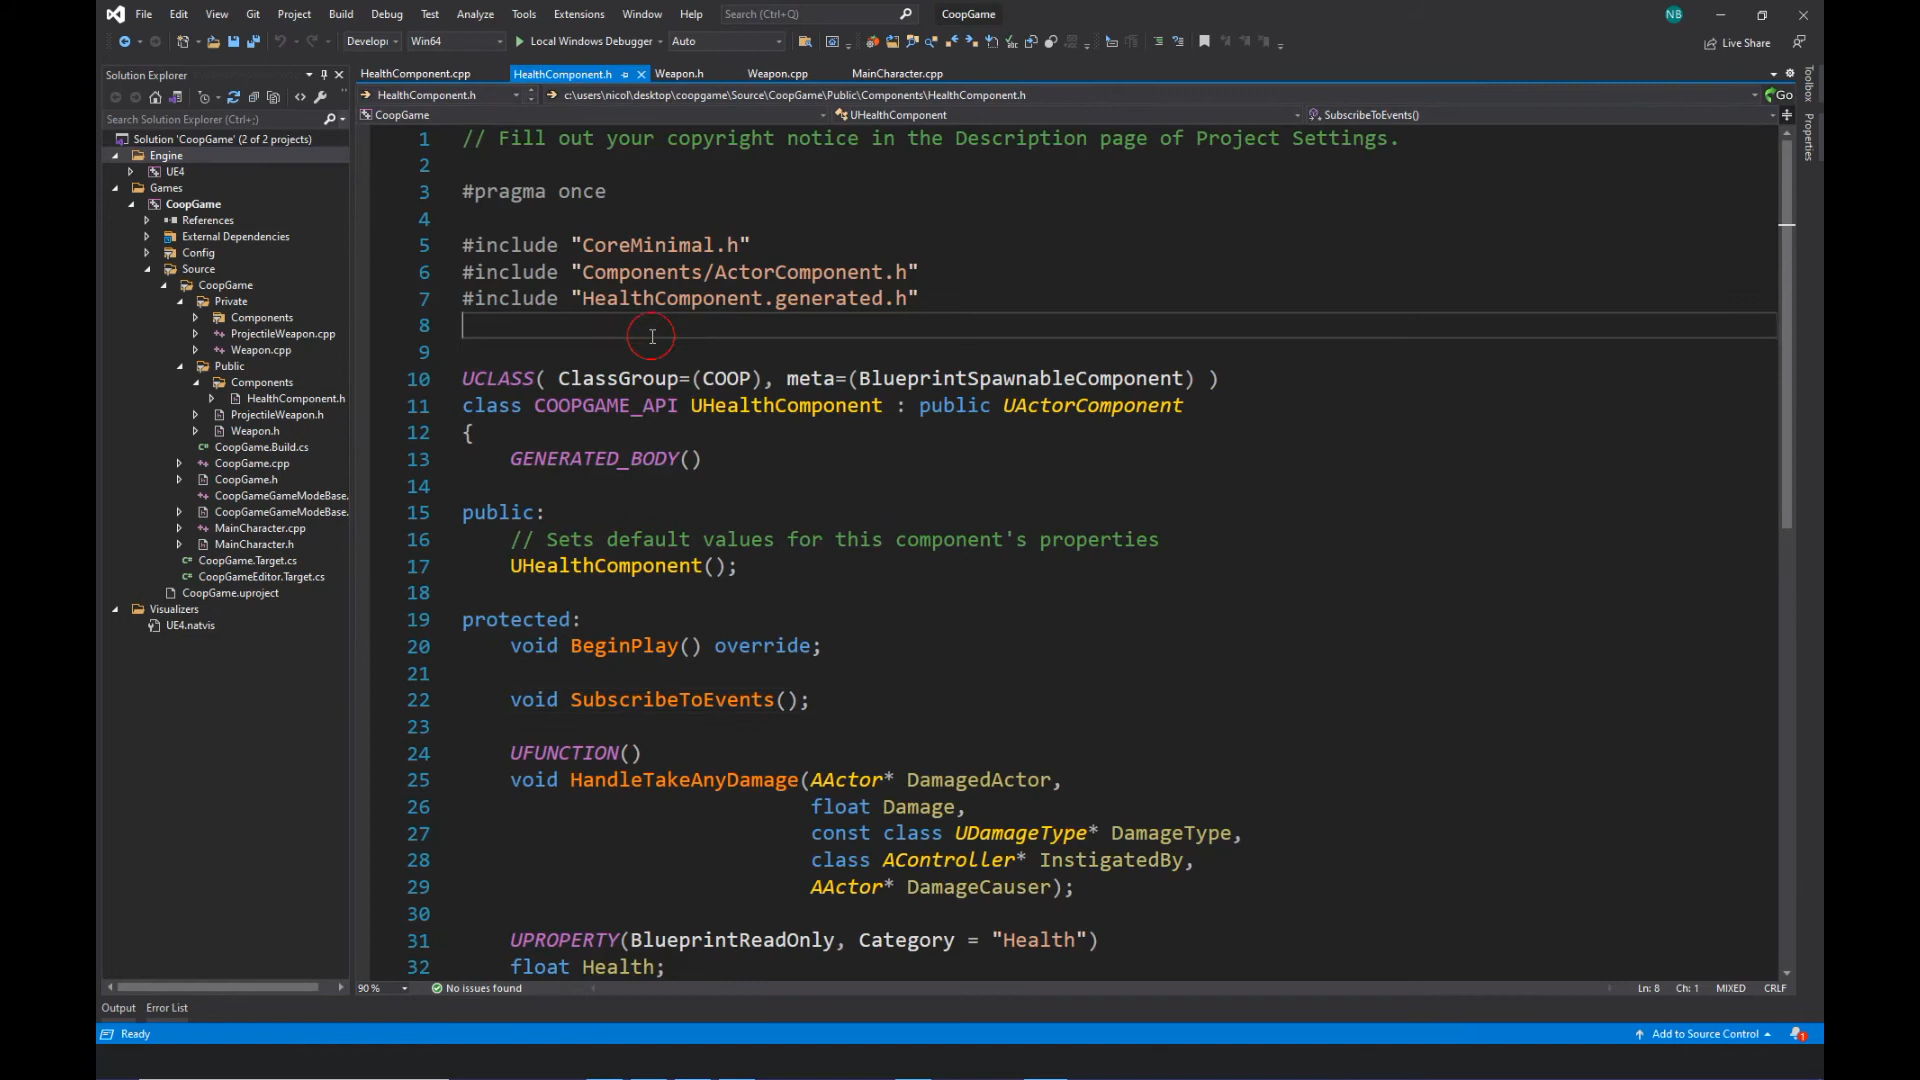 File Edit View Git Project Build Debug Test Analyze Tools Extensions Window Help Search (Ctrl+Q) CoopGame NB
Develop Win64 Local Windows Debugger Auto Live Share
Solution Explorer
Search Solution Explorer (Ctrl+;)
Solution 'CoopGame' (2 of 2 projects)
Engine
UE4
Games
CoopGame
References
External Dependencies
Config
Source
CoopGame
Private
Components
ProjectileWeapon.cpp
Weapon.cpp
Public
Components
HealthComponent.h
ProjectileWeapon.h
Weapon.h
CoopGame.Build.cs
CoopGame.cpp
CoopGame.h
CoopGameGameModeBase.
CoopGameGameModeBase.
MainCharacter.cpp
MainCharacter.h
CoopGame.Target.cs
CoopGameEditor.Target.cs
CoopGame.uproject
Visualizers
UE4.natvis
HealthComponent.cpp HealthComponent.h Weapon.h Weapon.cpp MainCharacter.cpp
HealthComponent.h c:\users\nicol\desktop\coopgame\Source\CoopGame\Public\Components\HealthComponent.h Go
CoopGame UHealthComponent SubscribeToEvents()
1 // Fill out your copyright notice in the Description page of Project Settings.
2
3 #pragma once
4
5 #include "CoreMinimal.h"
6 #include "Components/ActorComponent.h"
7 #include "HealthComponent.generated.h"
8
9
10 UCLASS( ClassGroup=(COOP), meta=(BlueprintSpawnableComponent) )
11 class COOPGAME_API UHealthComponent : public UActorComponent
12 {
13 GENERATED_BODY()
14
15 public:
16 // Sets default values for this component's properties
17 UHealthComponent();
18
19 protected:
20 void BeginPlay() override;
21
22 void SubscribeToEvents();
23
24 UFUNCTION()
25 void HandleTakeAnyDamage(AActor* DamagedActor,
26 float Damage,
27 const class UDamageType* DamageType,
28 class AController* InstigatedBy,
29 AActor* DamageCauser);
30
31 UPROPERTY(BlueprintReadOnly, Category = "Health")
32 float Health;
90 % No issues found Ln: 8 Ch: 1 MIXED CRLF
Toolbox
Properties
Output Error List
Ready Add to Source Control 1